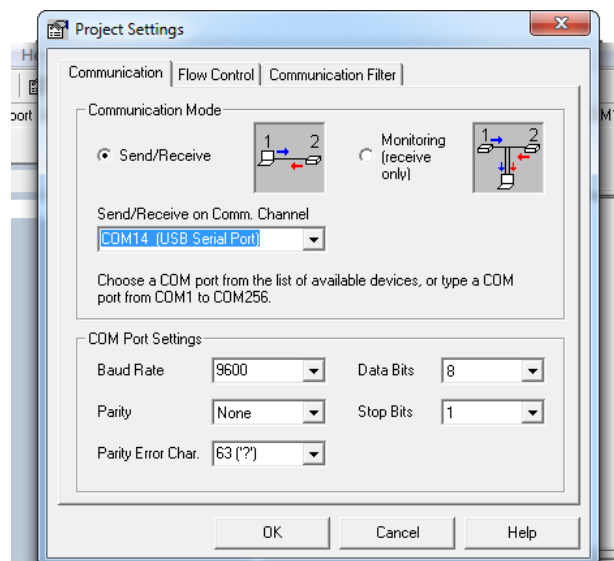 Project Settings
Communication
Flow Control
Communication Filter
Communication Mode
Send/Receive
1 2
Monitoring
(receive
only)
1 2
Send/Receive on Comm. Channel
COM14 (USB Serial Port)
Choose a COM port from the list of available devices, or type a COM
port from COM1 to COM256.
COM Port Settings
Baud Rate
9600
Data Bits
8
Parity
None
Stop Bits
1
Parity Error Char.
63 ('?')
OK
Cancel
Help